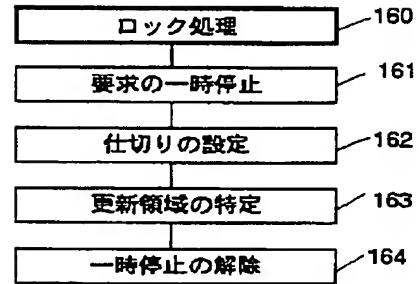 ロック処理 160
要求の一時停止 161
仕切りの設定 162
更新領域の特定 163
一時停止の解除 164